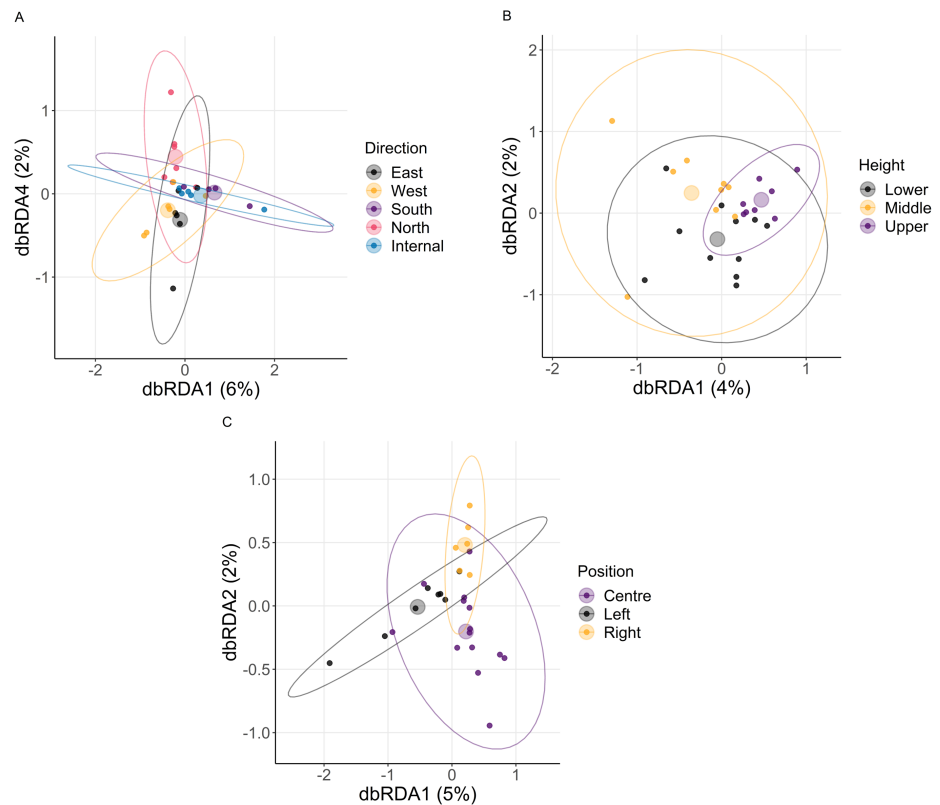 A
dbRDA4 (2%)
1
0
-1
-2
0
2
dbRDA1 (6%)
Direction
East
West
South
North
Internal
B
dbRDA2 (2%)
2
1
0
-1
-2
-1
0
1
dbRDA1 (4%)
Height
Lower
Middle
Upper
C
dbRDA2 (2%)
1.0
0.5
0.0
-0.5
-1.0
-2
-1
0
1
dbRDA1 (5%)
Position
Centre
Left
Right